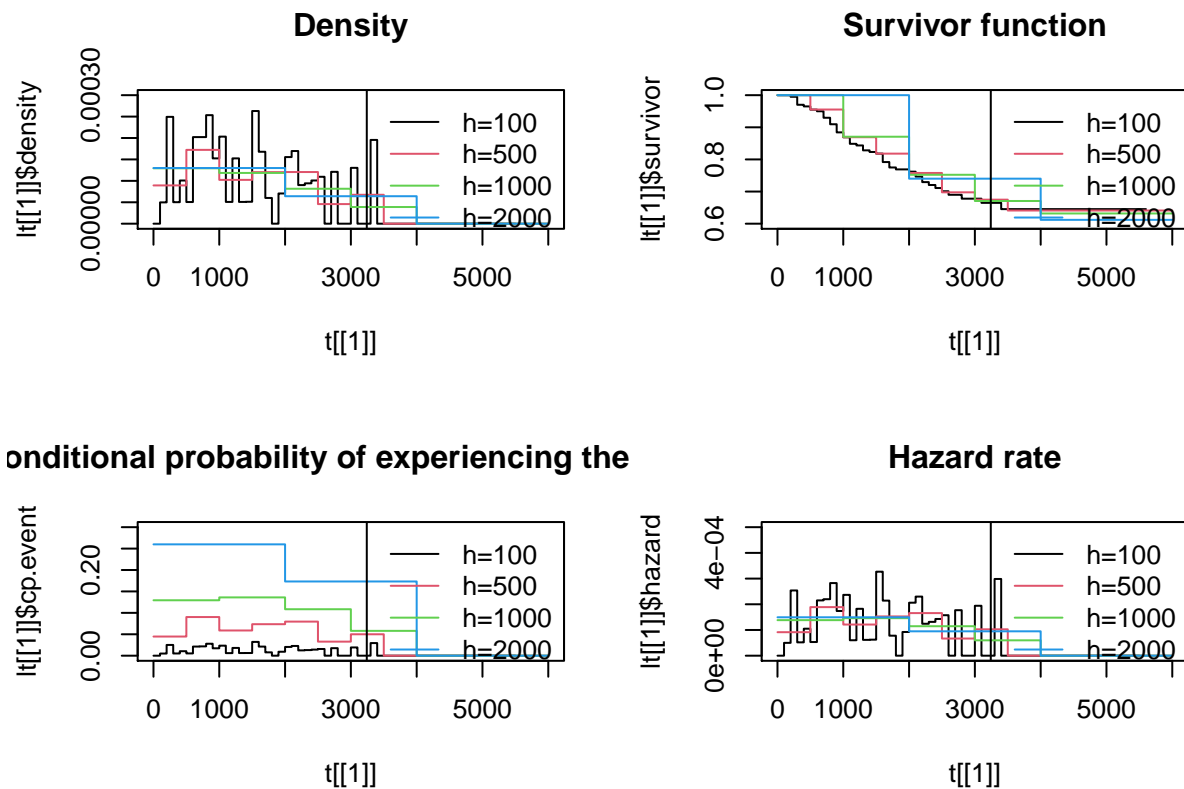 Density
lt[[1]]$density
0.00030
0.00000
h=100
h=500
h=1000
h=2000
0 1000 3000 5000
t[[1]]
Survivor function
lt[[1]]$survivor
1.0
0.8
0.6
h=100
h=500
h=1000
h=2000
0 1000 3000 5000
t[[1]]
onditional probability of experiencing the
lt[[1]]$cp.event
0.20
0.00
h=100
h=500
h=1000
h=2000
0 1000 3000 5000
t[[1]]
Hazard rate
lt[[1]]$hazard
4e−04
0e+00
h=100
h=500
h=1000
h=2000
0 1000 3000 5000
t[[1]]